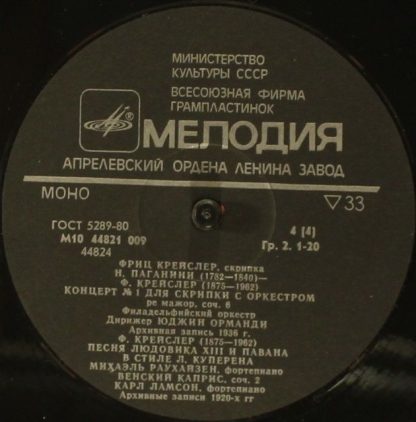 МИНИСТЕРСТВО
КУЛЬТУРЫ СССР
ВСЕСОЮЗНАЯ ФИРМА
ГРАМПЛАСТИНОК
МЕЛОДИЯ
АПРЕЛЕВСКИЙ ОРДЕНА ЛЕНИНА ЗАВОД
МОНО
▽33
ГОСТ 5289-80
4 [4]
М10 44821 009
Гр. 2. 1-20
44824
ФРИЦ КРЕЙСЛЕР, скрипка
Н. ПАГАНИНИ (1782—1840)—
Ф. КРЕЙСЛЕР (1875—1962)
КОНЦЕРТ № 1 ДЛЯ СКРИПКИ С ОРКЕСТРОМ
ре мажор, соч. 6
Филадельфийский оркестр
Дирижер ЮДЖИН ОРМАНДИ
Архивная запись 1936 г.
Ф. КРЕЙСЛЕР (1875—1962)
ПЕСНЯ ЛЮДОВИКА XIII И ПАВАНА
В СТИЛЕ Л. КУПЕРЕНА
МИХАЭЛЬ РАУХАЙЗЕН, фортепиано
ВЕНСКИЙ КАПРИС, соч. 2
КАРЛ ЛАМСОН, фортепиано
Архивные записи 1920-х гг